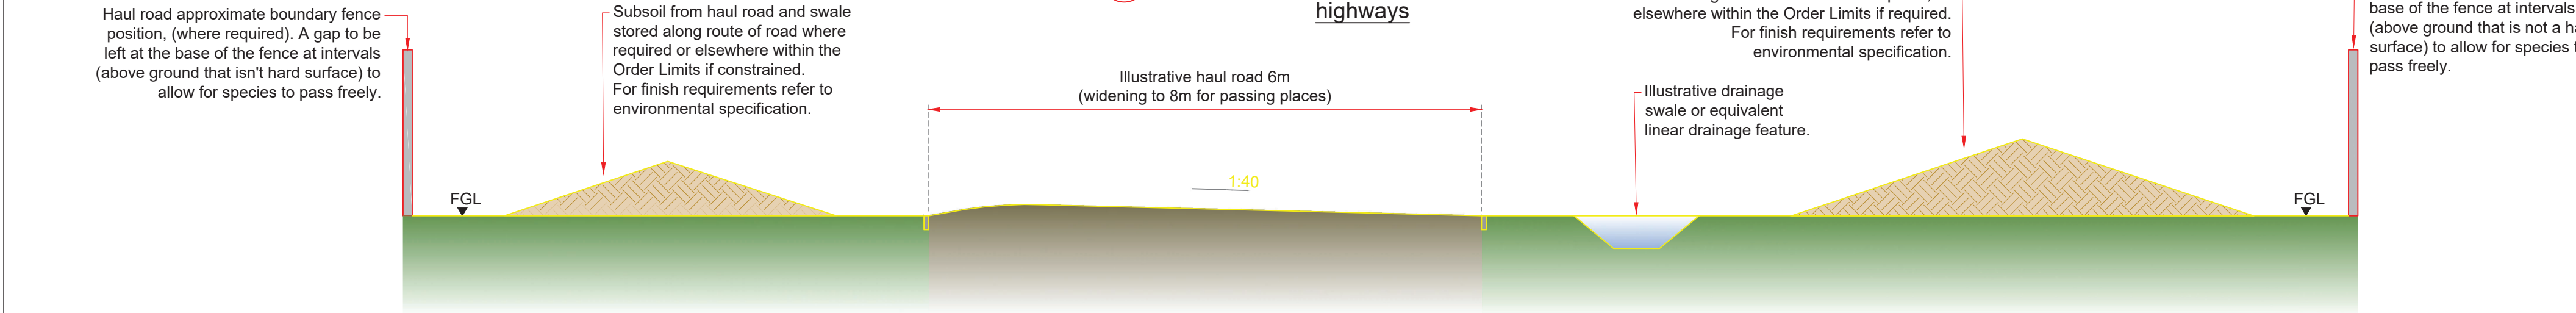 Haul road approximate boundary fence
position, (where required). A gap to be
left at the base of the fence at intervals
(above ground that isn't hard surface) to
allow for species to pass freely.
Subsoil from haul road and swale
stored along route of road where
required or elsewhere within the
Order Limits if constrained.
For finish requirements refer to
environmental specification.
highways
Illustrative haul road 6m
(widening to 8m for passing places)
elsewhere within the Order Limits if required.
For finish requirements refer to
environmental specification.
Illustrative drainage
swale or equivalent
linear drainage feature.
base of the fence at intervals
(above ground that is not a
surface) to allow for species
pass freely.
1:40
FGL
FGL